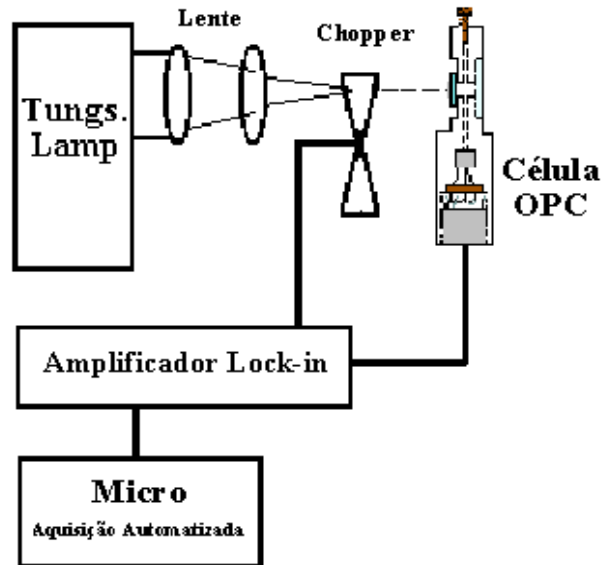 Lente
Chopper
Tungs.
Lamp
Célula
OPC
Amplificador Lock-in
Micro
Aquisição Automatizada